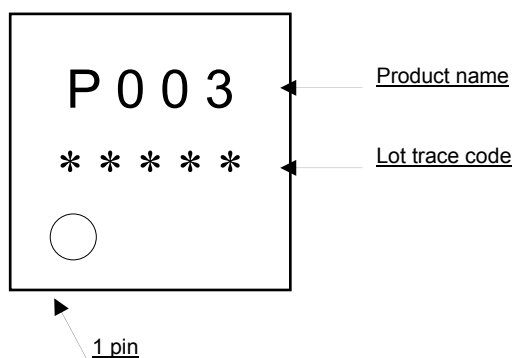 P003
Product name
*****
Lot trace code
1 pin